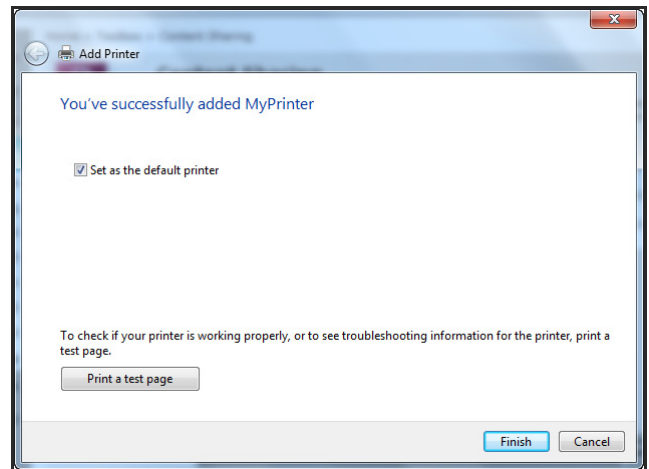 Add Printer
You've successfully added MyPrinter
Set as the default printer
To check if your printer is working properly, or to see troubleshooting information for the printer, print a
test page.
Print a test page
Finish Cancel